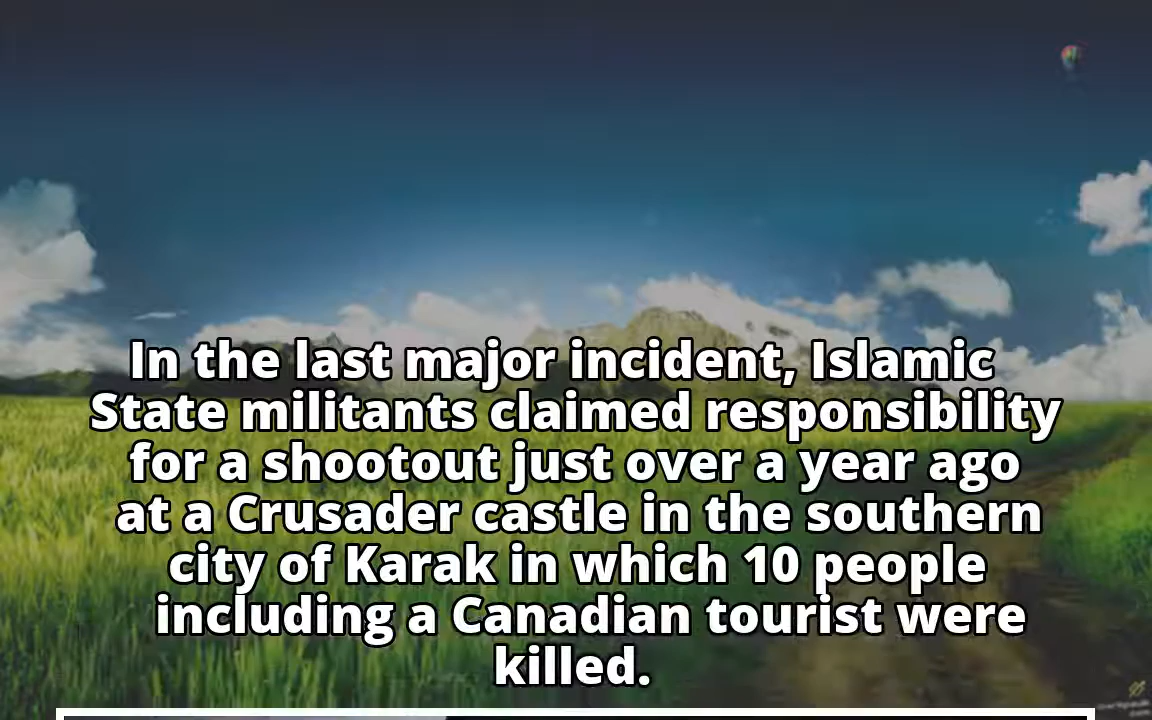 In the last major incident, Islamic
State militants claimed responsibility
for a shootout just over a year ago
at a Crusader castle in the southern
city of Karak in which 10 people
including a Canadian tourist were
killed.